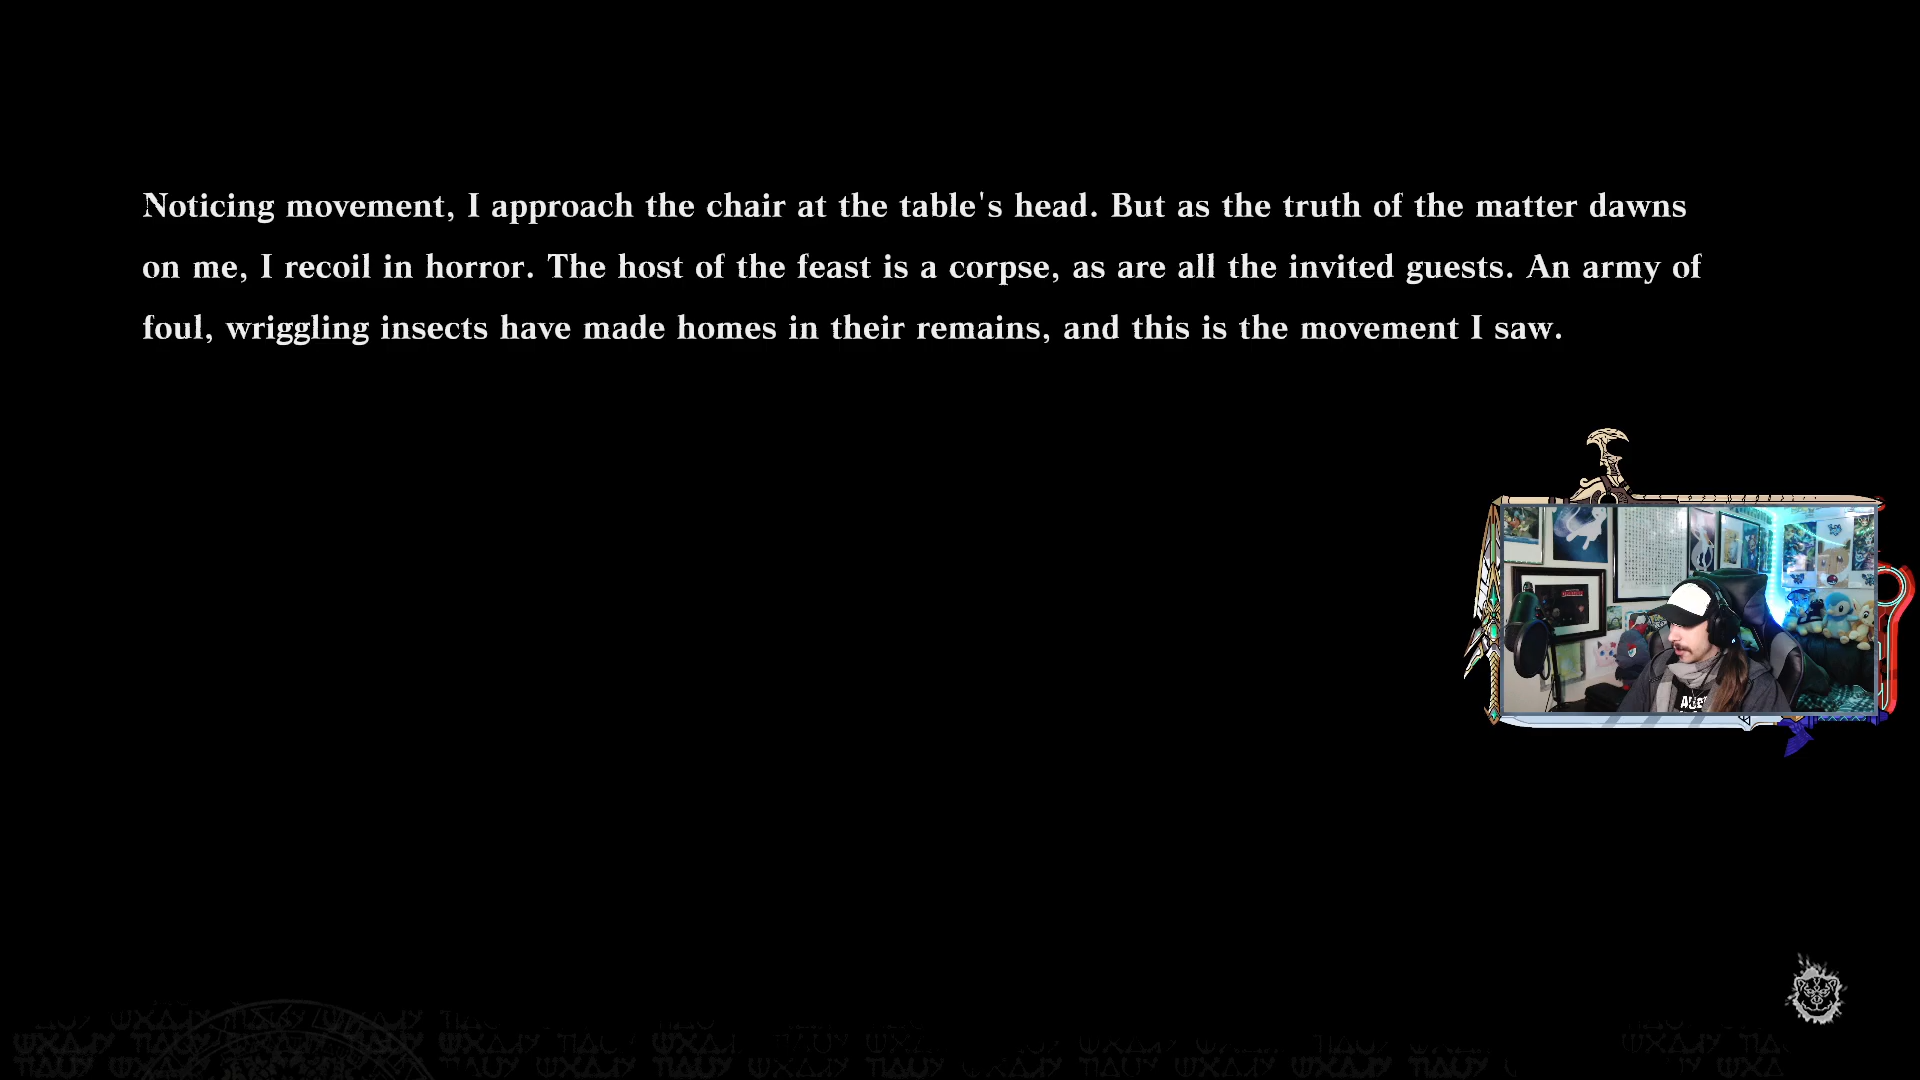 Noticing movement, I approach the chair at the table's head. But as the truth of the matter dawns
on me, I recoil in horror. The host of the feast is a corpse, as are all the invited guests. An army of
foul, wriggling insects have made homes in their remains, and this is the movement I saw.